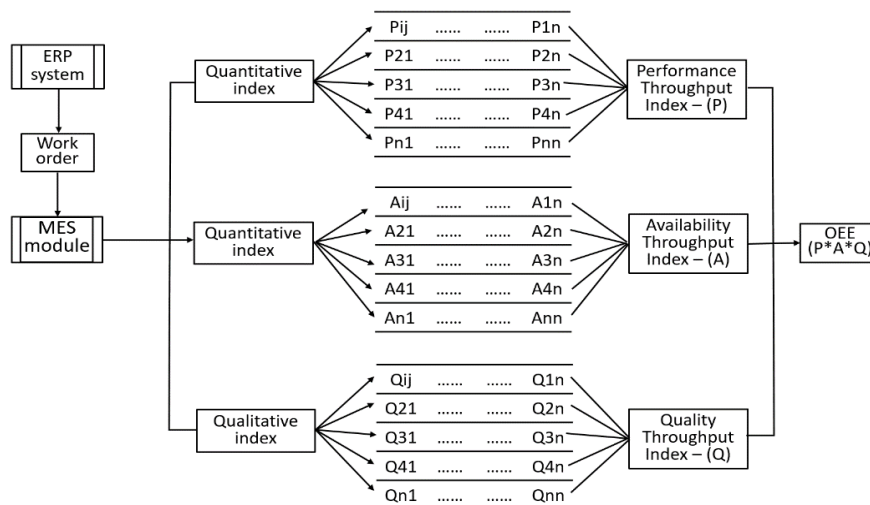 ERP
system
Work
order
MES
module
Quantitative
index
Pij ...... ...... P1n
P21 ...... ...... P2n
P31 ...... ...... P3n
P41 ...... ...... P4n
Pn1 ...... ...... Pnn
Performance
Throughput
Index – (P)
Quantitative
index
Aij ...... ...... A1n
A21 ...... ...... A2n
A31 ...... ...... A3n
A41 ...... ...... A4n
An1 ...... ...... Ann
Availability
Throughput
Index – (A)
OEE
(P*A*Q)
Qualitative
index
Qij ...... ...... Q1n
Q21 ...... ...... Q2n
Q31 ...... ...... Q3n
Q41 ...... ...... Q4n
Qn1 ...... ...... Qnn
Quality
Throughput
Index – (Q)